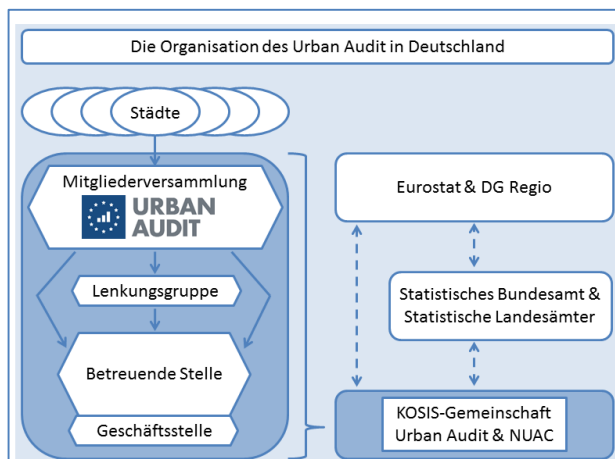 Die Organisation des Urban Audit in Deutschland
Städte
Mitgliederversammlung
URBAN
AUDIT
Lenkungsgruppe
Betreuende Stelle
Geschäftsstelle
Eurostat & DG Regio
Statistisches Bundesamt &
Statistische Landesämter
KOSIS-Gemeinschaft
Urban Audit & NUAC